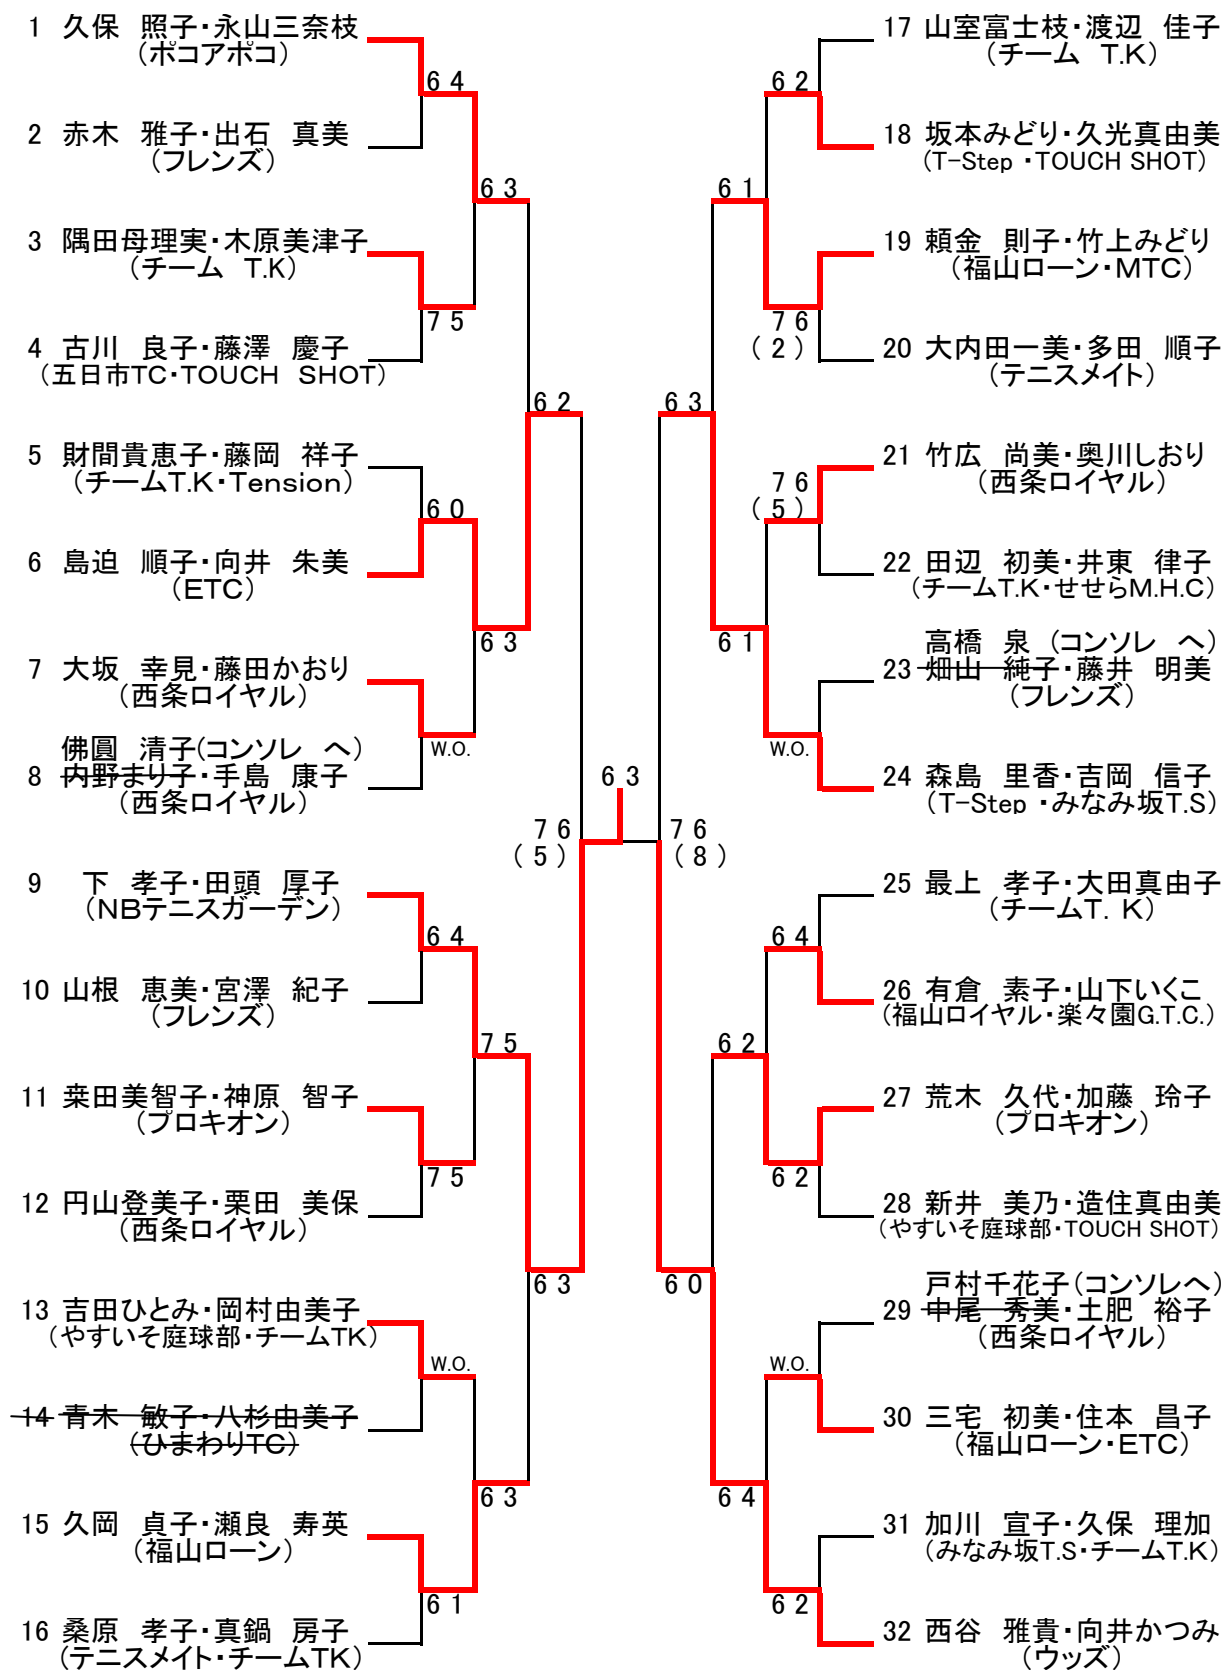 1 久保 照子・永山三奈枝
(ポコアポコ)
6 4
2 赤木 雅子・出石 真美
(フレンズ)
6 3
3 隅田母理実・木原美津子
(チーム T.K)
7 5
4 古川 良子・藤澤 慶子
(五日市TC・TOUCH SHOT)
6 2
5 財間貴恵子・藤岡 祥子
(チームT.K・Tension)
6 0
6 島迫 順子・向井 朱美
(ETC)
6 3
7 大坂 幸見・藤田かおり
(西条ロイヤル)
W.O.
佛圓 清子(コンソレ へ)
8 内野まり子・手島 康子
(西条ロイヤル)
7 6
( 5 )
9 下 孝子・田頭 厚子
(NBテニスガーデン)
6 4
10 山根 恵美・宮澤 紀子
(フレンズ)
7 5
11 桒田美智子・神原 智子
(プロキオン)
7 5
12 円山登美子・栗田 美保
(西条ロイヤル)
6 3
13 吉田ひとみ・岡村由美子
(やすいそ庭球部・チームTK)
W.O.
14 青木 敏子・八杉由美子
(ひまわりTC)
6 3
15 久岡 貞子・瀬良 寿英
(福山ローン)
6 1
16 桑原 孝子・真鍋 房子
(テニスメイト・チームTK)
6 3
17 山室富士枝・渡辺 佳子
(チーム T.K)
6 2
18 坂本みどり・久光真由美
(T-Step ・TOUCH SHOT)
6 1
19 頼金 則子・竹上みどり
(福山ローン・MTC)
7 6
( 2 )
20 大内田一美・多田 順子
(テニスメイト)
6 3
21 竹広 尚美・奥川しおり
(西条ロイヤル)
7 6
( 5 )
22 田辺 初美・井東 律子
(チームT.K・せせらM.H.C)
6 1
高橋 泉 (コンソレ へ)
23 畑山 純子・藤井 明美
(フレンズ)
W.O.
24 森島 里香・吉岡 信子
(T-Step ・みなみ坂T.S)
7 6
( 8 )
25 最上 孝子・大田真由子
(チームT. K)
6 4
26 有倉 素子・山下いくこ
(福山ロイヤル・楽々園G.T.C.)
6 2
27 荒木 久代・加藤 玲子
(プロキオン)
6 2
28 新井 美乃・造住真由美
(やすいそ庭球部・TOUCH SHOT)
6 0
戸村千花子(コンソレへ)
29 中尾 秀美・土肥 裕子
(西条ロイヤル)
W.O.
30 三宅 初美・住本 昌子
(福山ローン・ETC)
6 4
31 加川 宣子・久保 理加
(みなみ坂T.S・チームT.K)
6 2
32 西谷 雅貴・向井かつみ
(ウッズ)